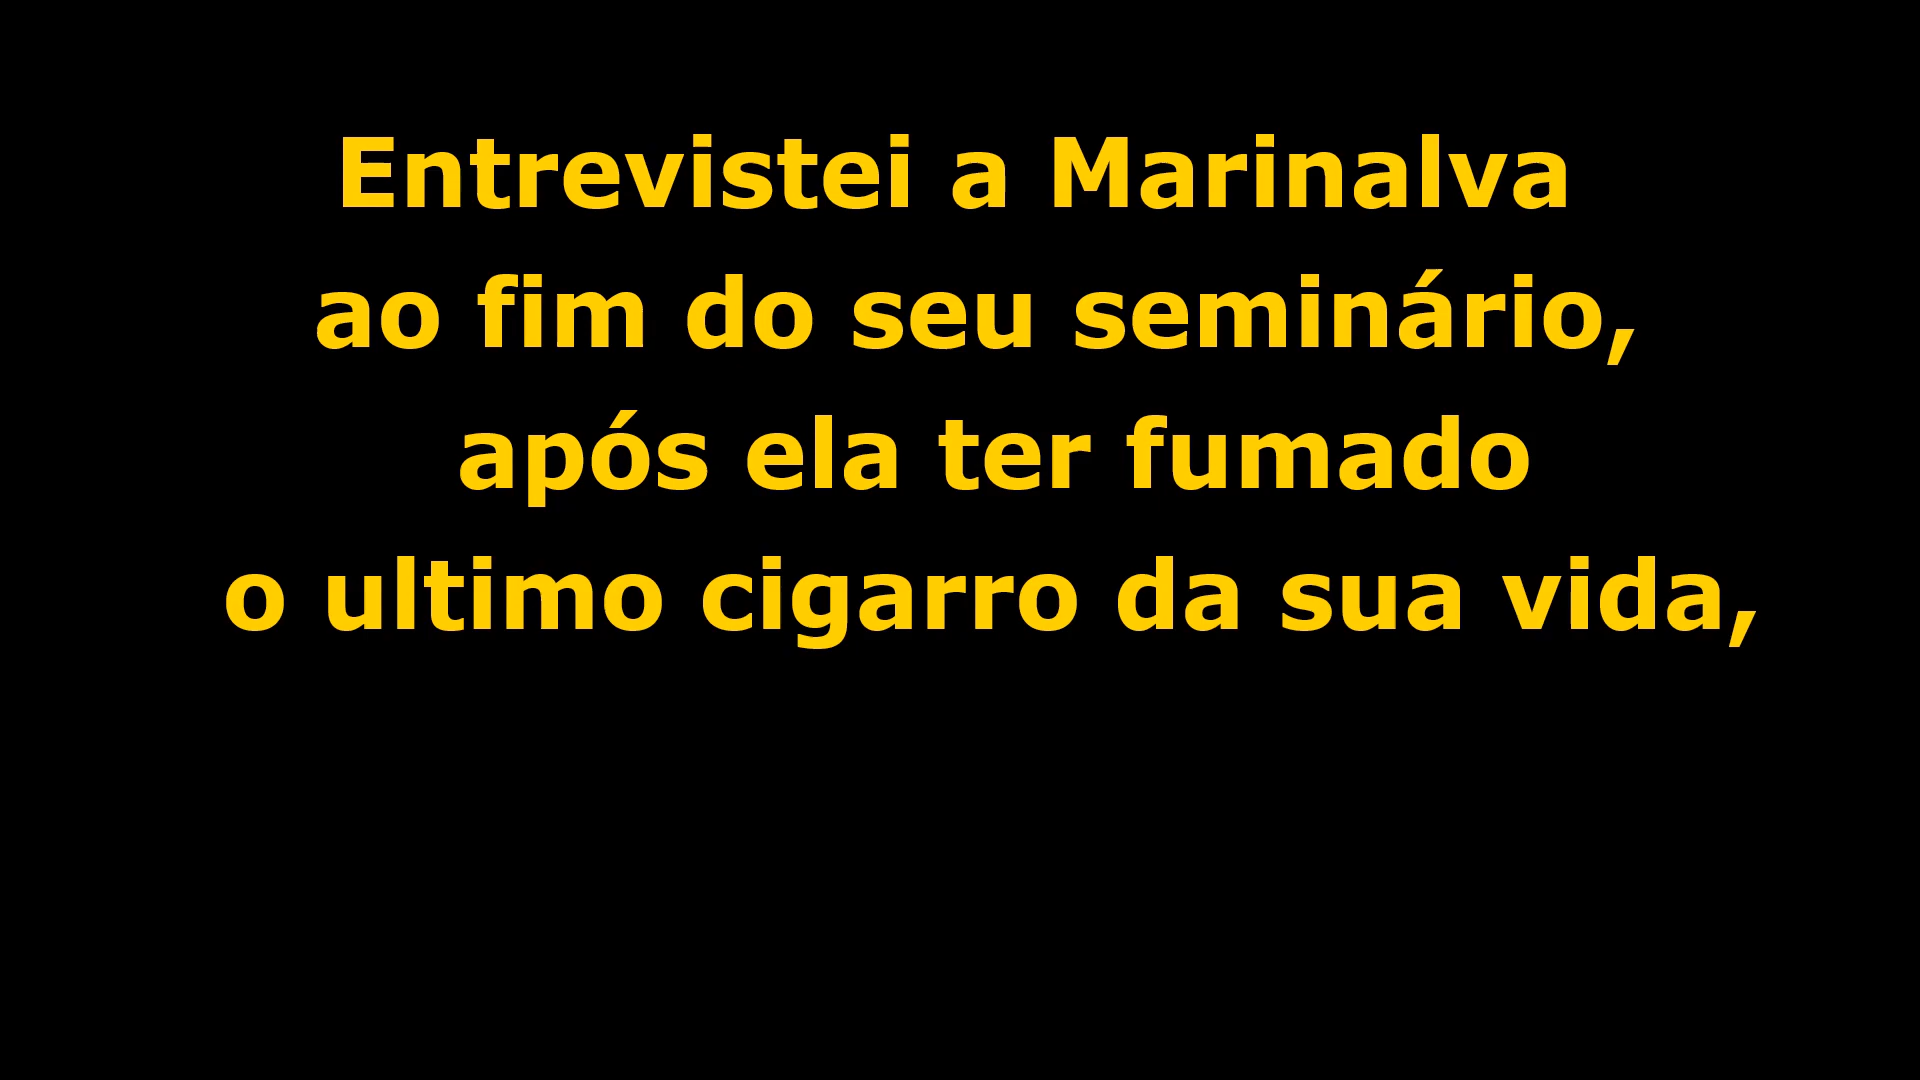 Entrevistei a Marinalva
ao fim do seu seminário,
após ela ter fumado
o ultimo cigarro da sua vida,